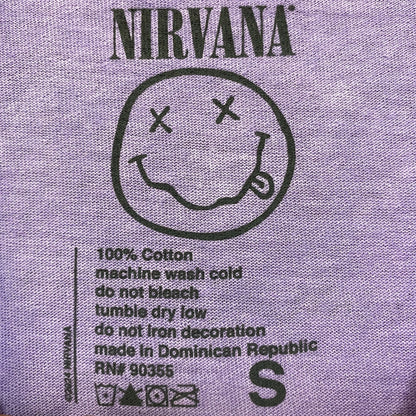 NIRVANA
100% Cotton
machine wash cold
do not bleach
tumble dry low
do not iron decoration
made in Dominican Republic
RN# 90355
S
©2024 NIRVANA